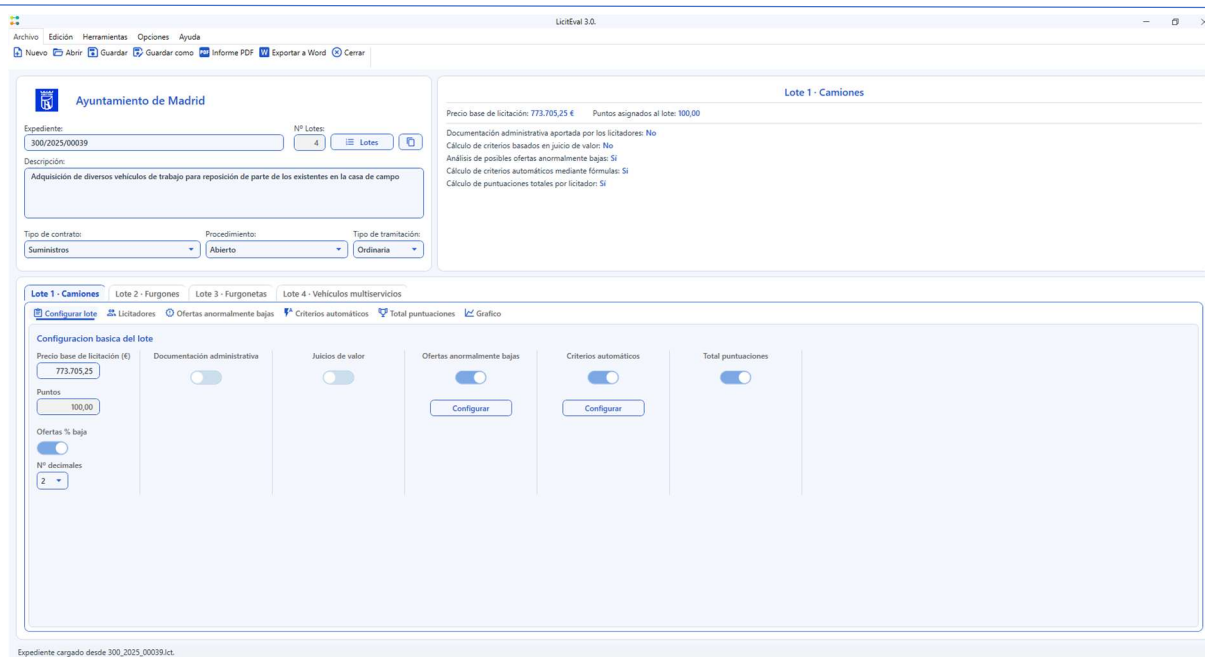 LicitEval 3.0.
Archivo Edición Herramientas Opciones Ayuda
Nuevo Abrir Guardar Guardar como PDF Informe PDF W Exportar a Word Cerrar
Ayuntamiento de Madrid
Expediente: Nº Lotes:
300/2025/00039 4 Lotes
Descripción:
Adquisición de diversos vehículos de trabajo para reposición de parte de los existentes en la casa de campo
Tipo de contrato: Procedimiento: Tipo de tramitación:
Suministros Abierto Ordinaria
Lote 1 · Camiones
Precio base de licitación: 773.705,25 € Puntos asignados al lote: 100,00
Documentación administrativa aportada por los licitadores: No
Cálculo de criterios basados en juicio de valor: No
Análisis de posibles ofertas anormalmente bajas: Sí
Cálculo de criterios automáticos mediante fórmulas: Sí
Cálculo de puntuaciones totales por licitador: Sí
Lote 1 · Camiones Lote 2 · Furgones Lote 3 · Furgonetas Lote 4 · Vehículos multiservicios
Configurar lote Licitadores Ofertas anormalmente bajas Criterios automáticos Total puntuaciones Grafico
Configuracion basica del lote
Precio base de licitación (€) Documentación administrativa Juicios de valor Ofertas anormalmente bajas Criterios automáticos Total puntuaciones
773.705,25
Puntos
100,00 Configurar Configurar
Ofertas % baja
Nº decimales
2
Expediente cargado desde 300_2025_00039.lct.